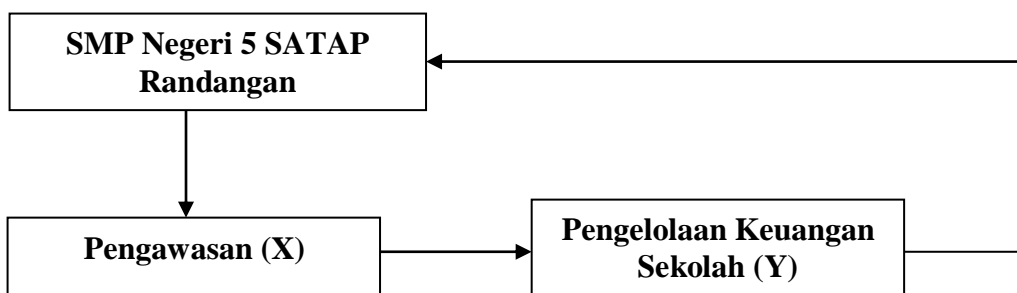 SMP Negeri 5 SATAP
Randangan
Pengawasan (X)
Pengelolaan Keuangan
Sekolah (Y)